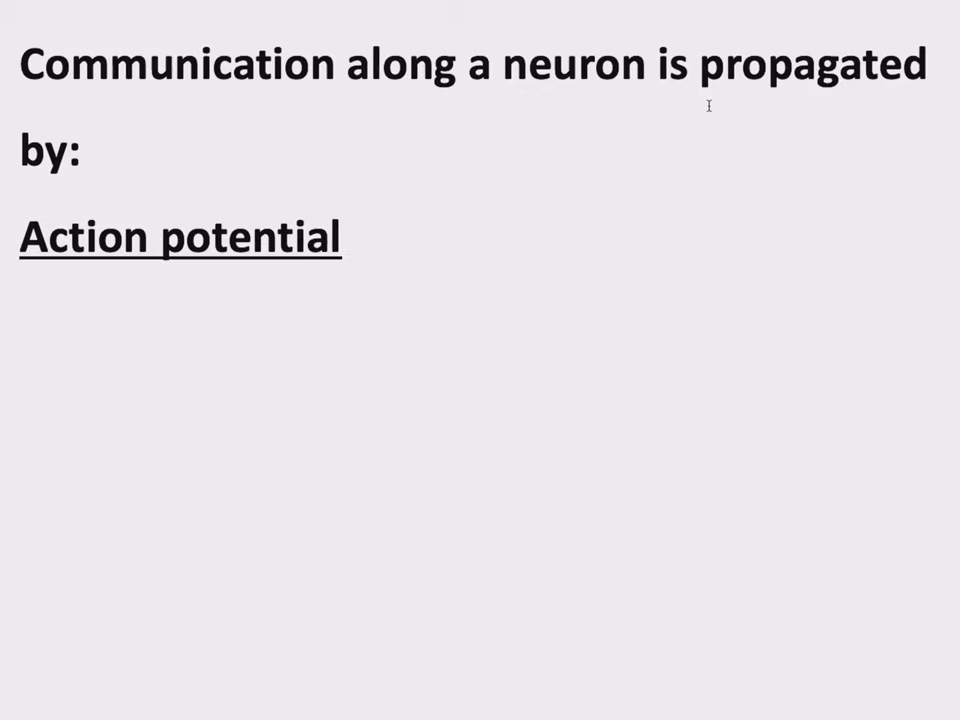 Communication along a neuron is propagated
by:
Action potential